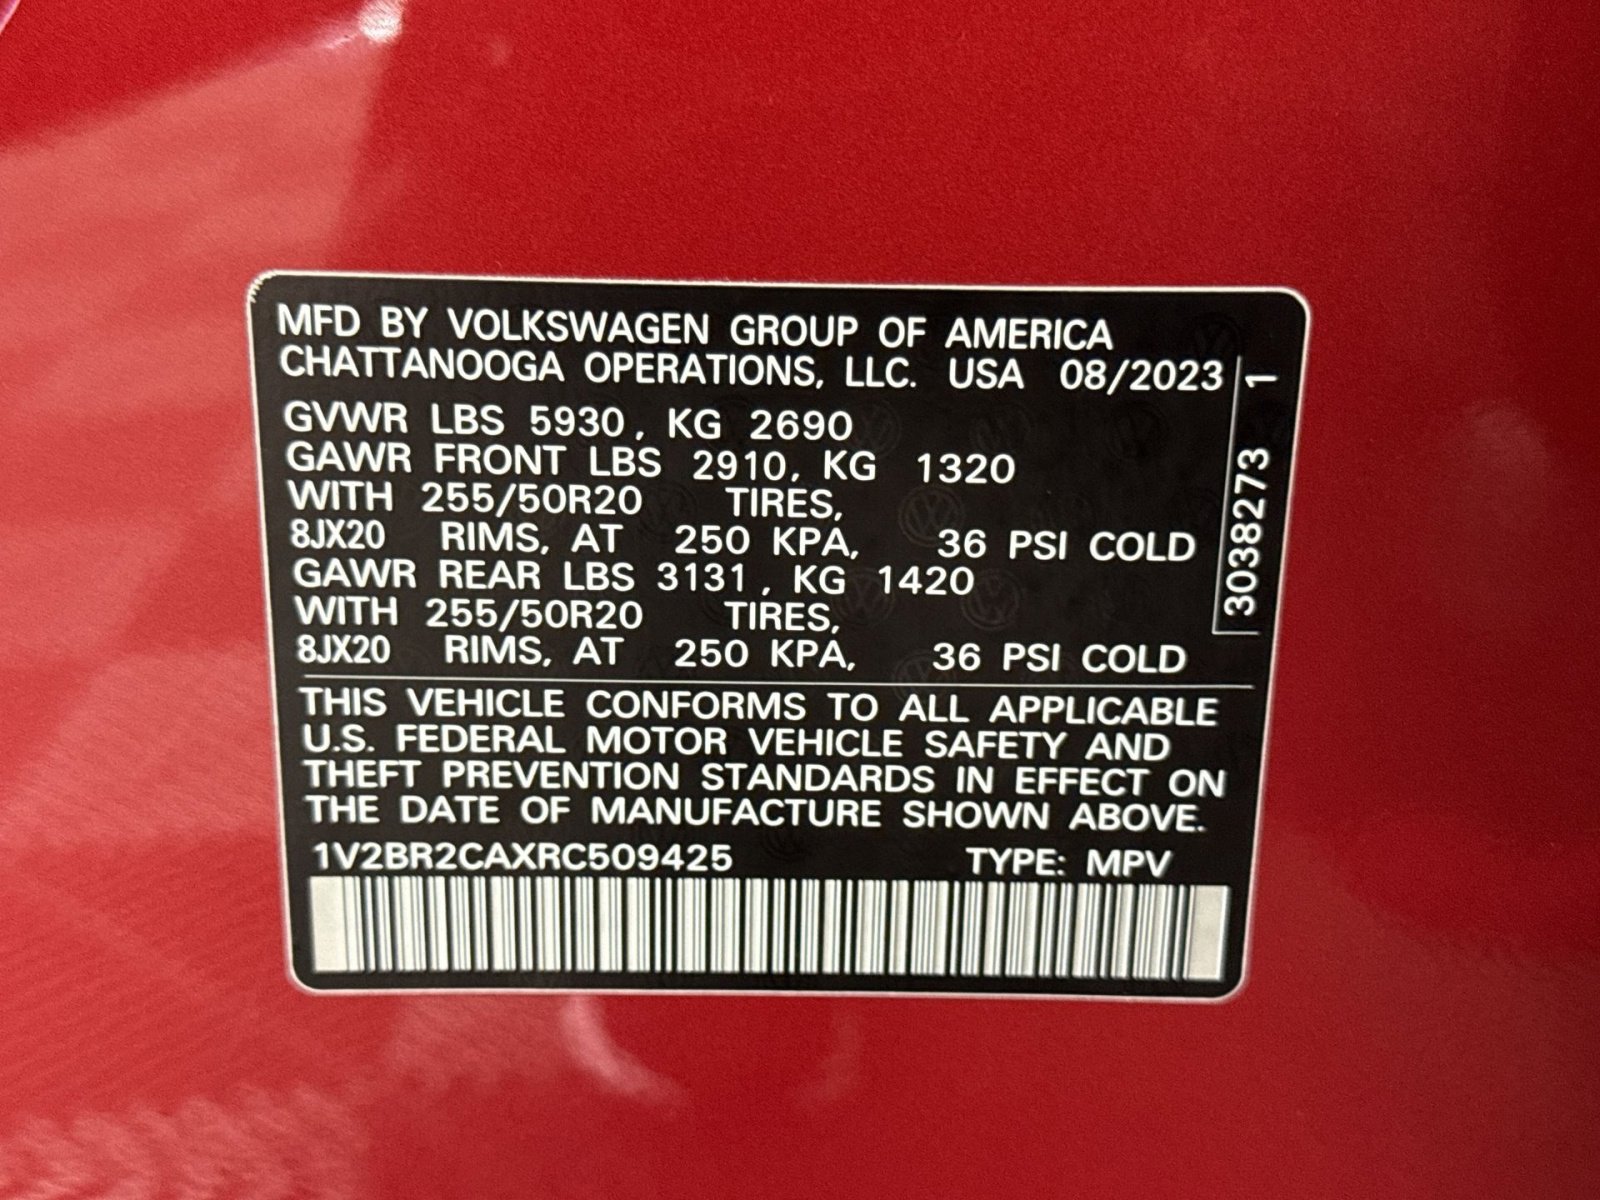 MFD BY VOLKSWAGEN GROUP OF AMERICA
CHATTANOOGA OPERATIONS, LLC. USA 08/2023
GVWR LBS 5930, KG 2690
GAWR FRONT LBS 2910, KG 1320
WITH 255/50R20 TIRES,
8JX20 RIMS, AT 250 KPA, 36 PSI COLD
GAWR REAR LBS 3131, KG 1420
WITH 255/50R20 TIRES,
8JX20 RIMS, AT 250 KPA, 36 PSI COLD
3038273 1
THIS VEHICLE CONFORMS TO ALL APPLICABLE
U.S. FEDERAL MOTOR VEHICLE SAFETY AND
THEFT PREVENTION STANDARDS IN EFFECT ON
THE DATE OF MANUFACTURE SHOWN ABOVE.
1V2BR2CAXRC509425 TYPE: MPV